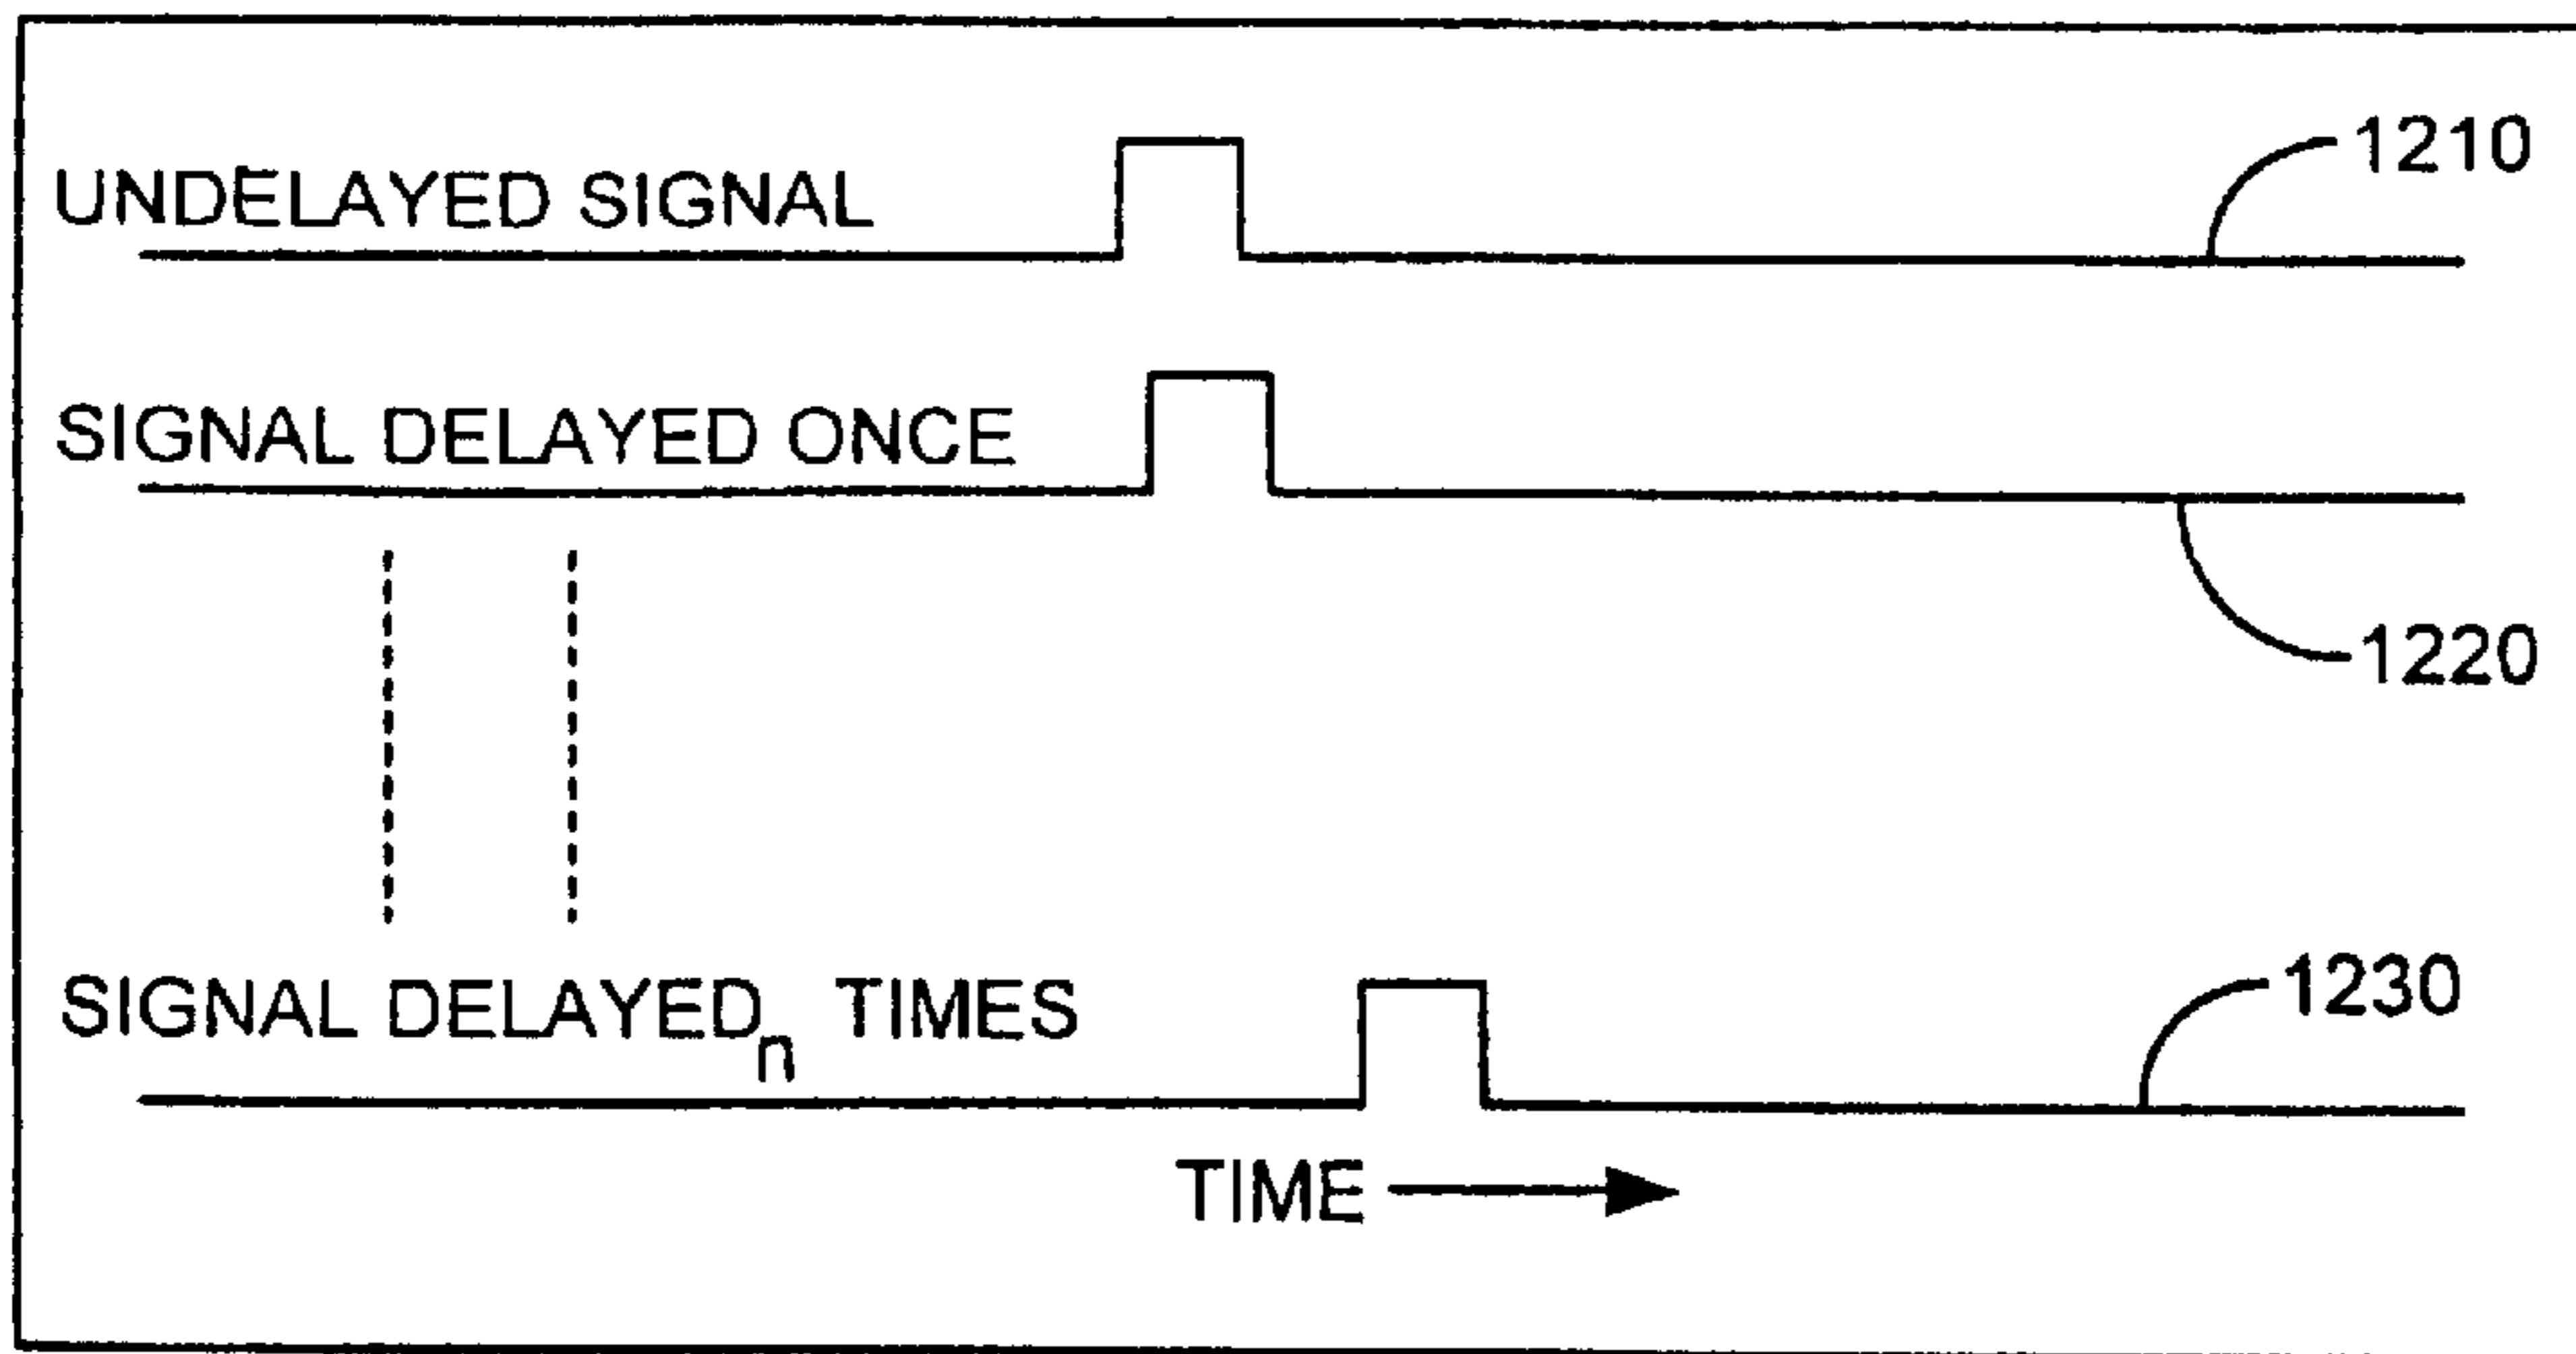 UNDELAYED SIGNAL
1210
SIGNAL DELAYED ONCE
1220
SIGNAL DELAYEDn TIMES
1230
TIME